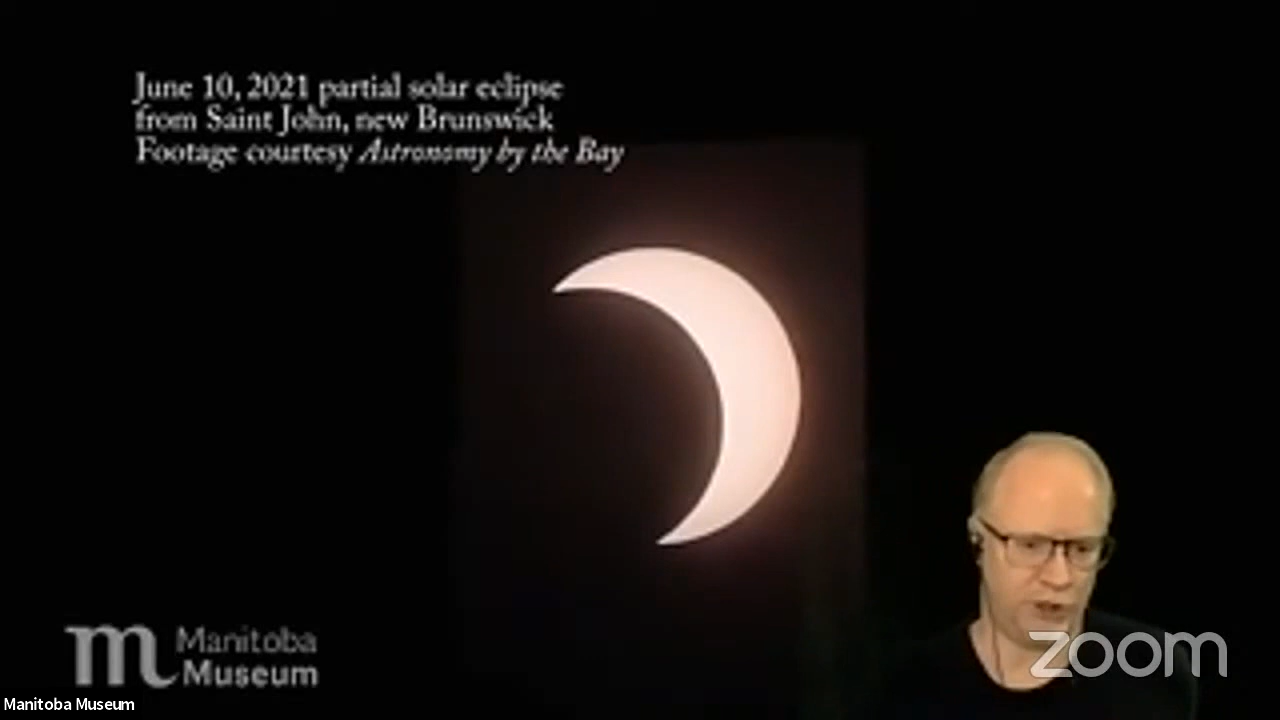 June 10, 2021 partial solar eclipse
from Saint John, new Brunswick
Footage courtesy Astronomy by the Bay
m Manitoba
Museum
zoom
Manitoba Museum